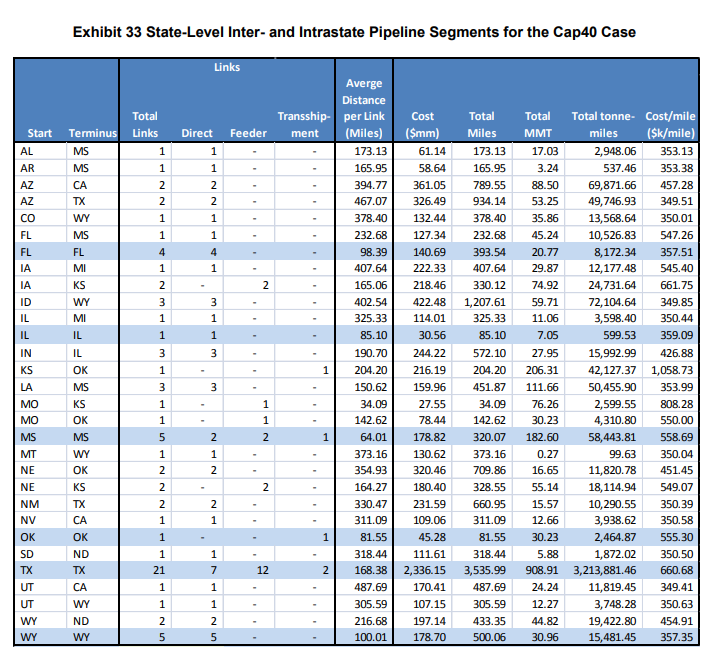 Exhibit 33 State-Level Inter- and Intrastate Pipeline Segments for the Cap40 Case
Links
Start Terminus Total Links Direct Feeder Transship-ment Averge Distance per Link (Miles) Cost ($mm) Total Miles Total MMT Total tonne-miles Cost/mile ($k/mile)
AL MS 1 1 - - 173.13 61.14 173.13 17.03 2,948.06 353.13
AR MS 1 1 - - 165.95 58.64 165.95 3.24 537.46 353.38
AZ CA 2 2 - - 394.77 361.05 789.55 88.50 69,871.66 457.28
AZ TX 2 2 - - 467.07 326.49 934.14 53.25 49,746.93 349.51
CO WY 1 1 - - 378.40 132.44 378.40 35.86 13,568.64 350.01
FL MS 1 1 - - 232.68 127.34 232.68 45.24 10,526.83 547.26
FL FL 4 4 - - 98.39 140.69 393.54 20.77 8,172.34 357.51
IA MI 1 1 - - 407.64 222.33 407.64 29.87 12,177.48 545.40
IA KS 2 - 2 - 165.06 218.46 330.12 74.92 24,731.64 661.75
ID WY 3 3 - - 402.54 422.48 1,207.61 59.71 72,104.64 349.85
IL MI 1 1 - - 325.33 114.01 325.33 11.06 3,598.40 350.44
IL IL 1 1 - - 85.10 30.56 85.10 7.05 599.53 359.09
IN IL 3 3 - - 190.70 244.22 572.10 27.95 15,992.99 426.88
KS OK 1 - - 1 204.20 216.19 204.20 206.31 42,127.37 1,058.73
LA MS 3 3 - - 150.62 159.96 451.87 111.66 50,455.90 353.99
MO KS 1 - 1 - 34.09 27.55 34.09 76.26 2,599.55 808.28
MO OK 1 - 1 - 142.62 78.44 142.62 30.23 4,310.80 550.00
MS MS 5 2 2 1 64.01 178.82 320.07 182.60 58,443.81 558.69
MT WY 1 1 - - 373.16 130.62 373.16 0.27 99.63 350.04
NE OK 2 2 - - 354.93 320.46 709.86 16.65 11,820.78 451.45
NE KS 2 - 2 - 164.27 180.40 328.55 55.14 18,114.94 549.07
NM TX 2 2 - - 330.47 231.59 660.95 15.57 10,290.55 350.39
NV CA 1 1 - - 311.09 109.06 311.09 12.66 3,938.62 350.58
OK OK 1 - - 1 81.55 45.28 81.55 30.23 2,464.87 555.30
SD ND 1 1 - - 318.44 111.61 318.44 5.88 1,872.02 350.50
TX TX 21 7 12 2 168.38 2,336.15 3,535.99 908.91 3,213,881.46 660.68
UT CA 1 1 - - 487.69 170.41 487.69 24.24 11,819.45 349.41
UT WY 1 1 - - 305.59 107.15 305.59 12.27 3,748.28 350.63
WY ND 2 2 - - 216.68 197.14 433.35 44.82 19,422.80 454.91
WY WY 5 5 - - 100.01 178.70 500.06 30.96 15,481.45 357.35